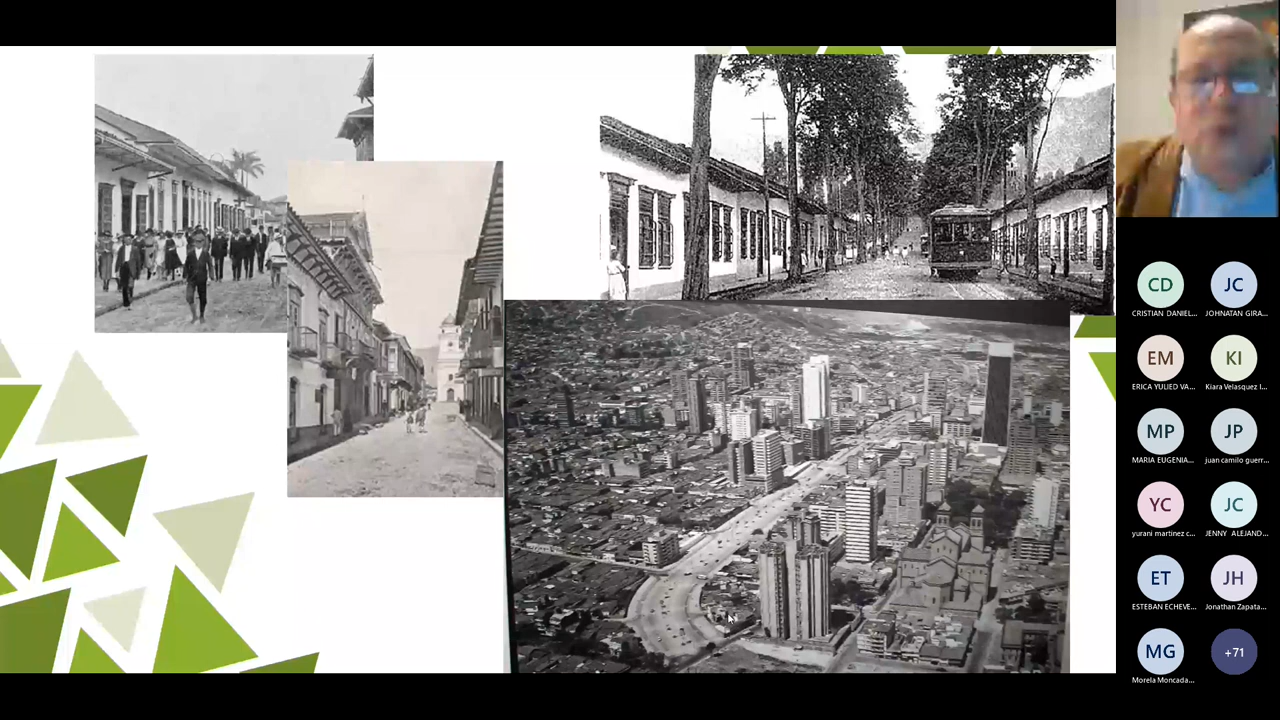 CD
JC
CRISTIAN DANIEL...
JOHNATAN GIRA...
EM
KI
ERICA YULIED VA...
Kiara Velasquez I...
MP
JP
MARIA EUGENIA...
juan camilo guerr...
YC
JC
yurani martinez c...
JENNY ALEJAND...
ET
JH
ESTEBAN ECHEVE...
Jonathan Zapata...
MG
+71
Morela Moncada...